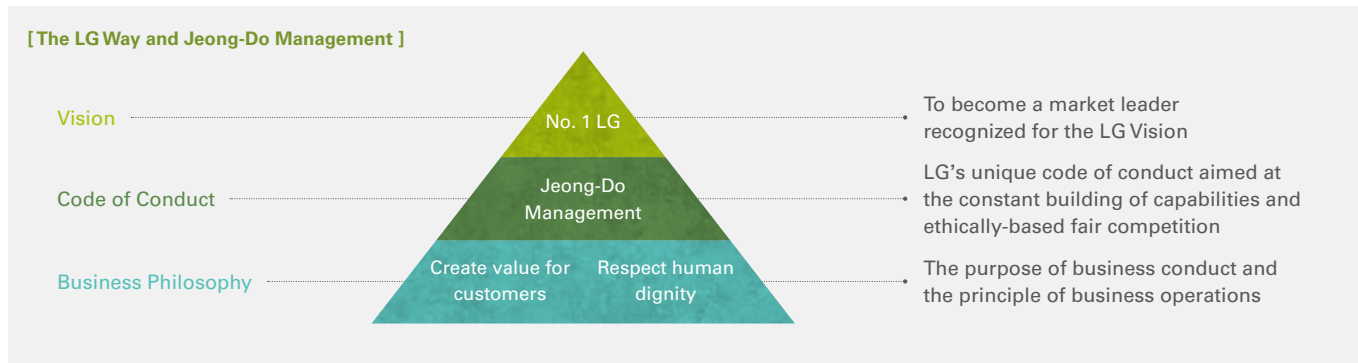 [ The LG Way and Jeong-Do Management ]
Vision
No. 1 LG
To become a market leader
recognized for the LG Vision
Code of Conduct
Jeong-Do
Management
LG's unique code of conduct aimed at
the constant building of capabilities and
ethically-based fair competition
Business Philosophy
Create value for
customers
Respect human
dignity
The purpose of business conduct and
the principle of business operations